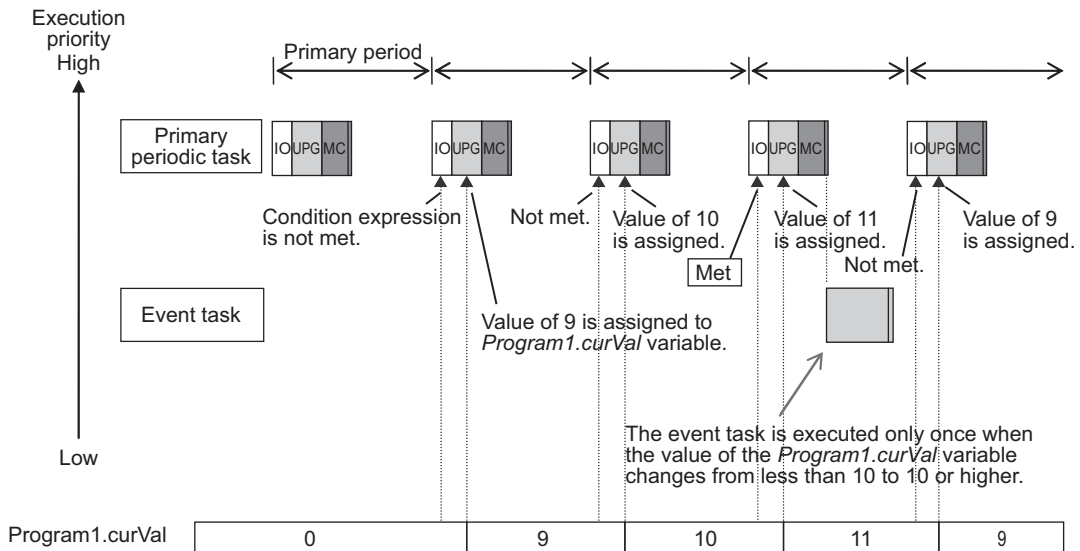 Execution
priority
High
Primary period
Primary
periodic task
IO UPG MC
IO UPG MC
IO UPG MC
IO UPG MC
IO UPG MC
Condition expression
is not met.
Not met.
Value of 10
is assigned.
Met
Value of 11
is assigned.
Not met.
Value of 9
is assigned.
Event task
Value of 9 is assigned to
Program1.curVal variable.
The event task is executed only once when
the value of the Program1.curVal variable
changes from less than 10 to 10 or higher.
Low
Program1.curVal
0 9 10 11 9